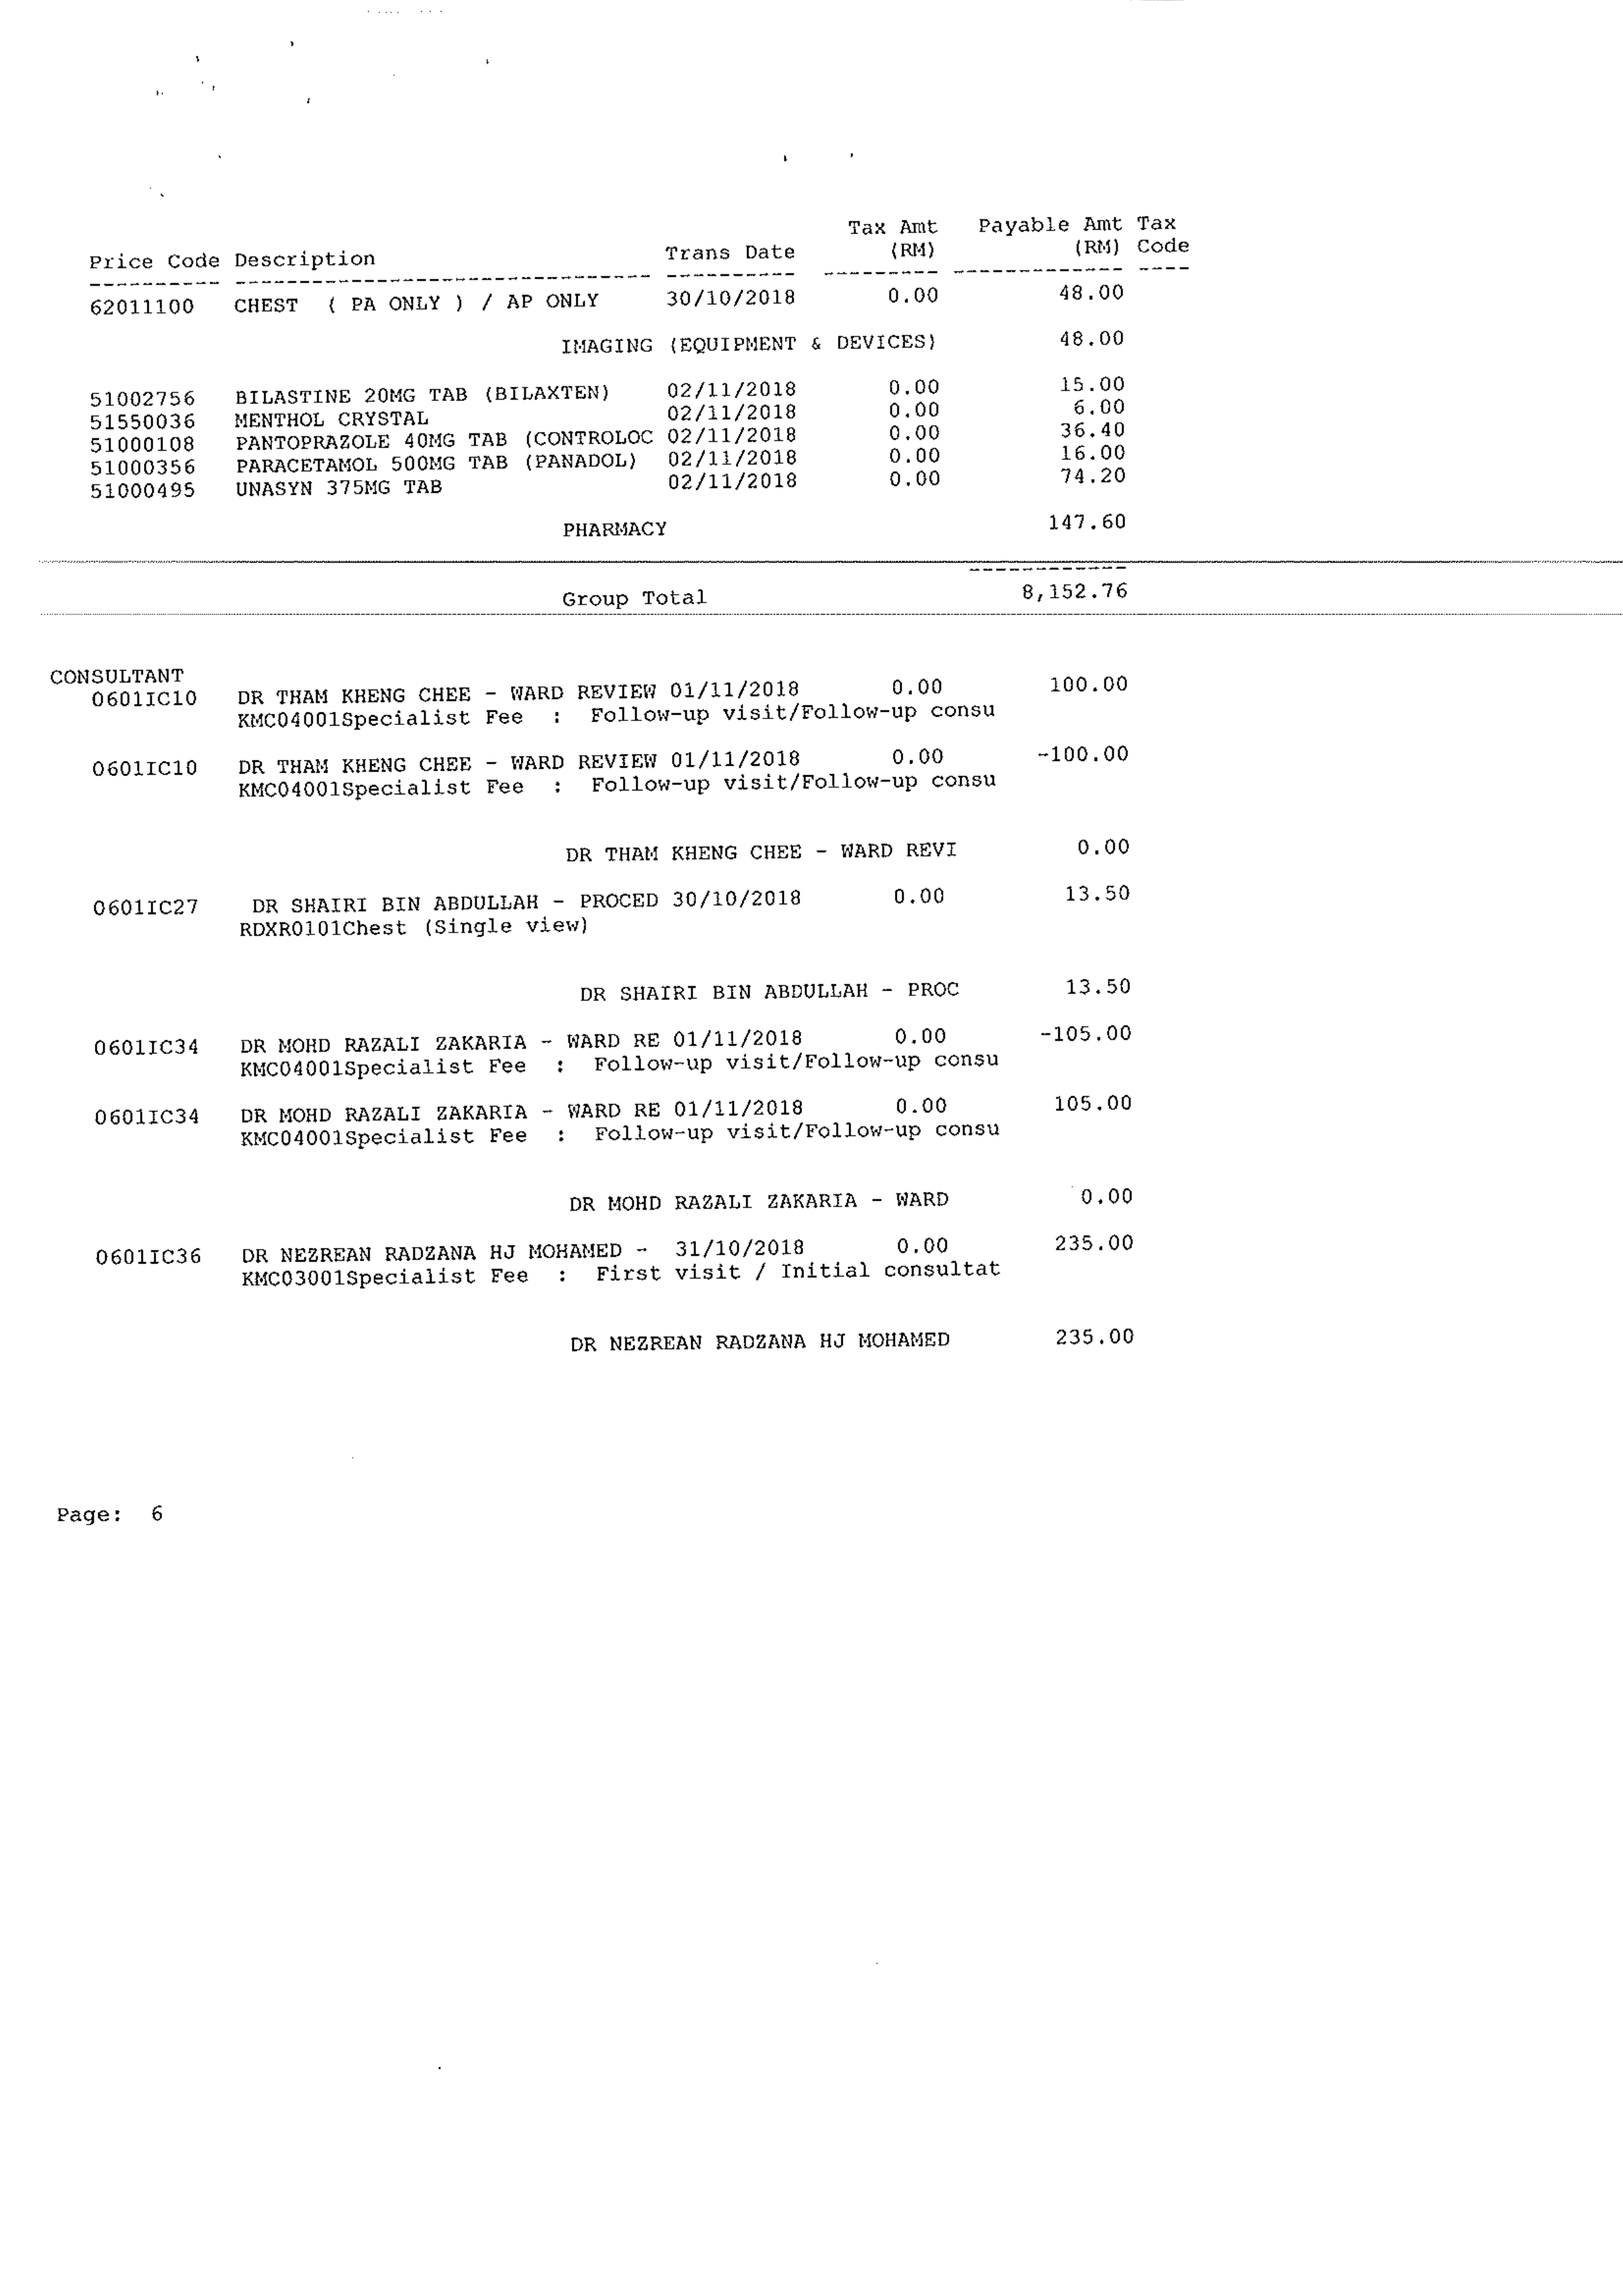 Tax Amt Payable Amt Tax
Price Code Description Trans Date (RM) (RM) Code
62011100 CHEST ( PA ONLY ) / AP ONLY 30/10/2018 0.00 48.00
IMAGING (EQUIPMENT & DEVICES) 48.00
51002756 BILASTINE 20MG TAB (BILAXTEN) 02/11/2018 0.00 15.00
51550036 MENTHOL CRYSTAL 02/11/2018 0.00 6.00
51000108 PANTOPRAZOLE 40MG TAB (CONTROLOC 02/11/2018 0.00 36.40
51000356 PARACETAMOL 500MG TAB (PANADOL) 02/11/2018 0.00 16.00
51000495 UNASYN 375MG TAB 02/11/2018 0.00 74.20
PHARMACY 147.60
Group Total 8,152.76
CONSULTANT
0601IC10 DR THAM KHENG CHEE - WARD REVIEW 01/11/2018 0.00 100.00
KMC04001Specialist Fee : Follow-up visit/Follow-up consu
0601IC10 DR THAM KHENG CHEE - WARD REVIEW 01/11/2018 0.00 -100.00
KMC04001Specialist Fee : Follow-up visit/Follow-up consu
DR THAM KHENG CHEE - WARD REVI 0.00
0601IC27 DR SHAIRI BIN ABDULLAH - PROCED 30/10/2018 0.00 13.50
RDXR0101Chest (Single view)
DR SHAIRI BIN ABDULLAH - PROC 13.50
0601IC34 DR MOHD RAZALI ZAKARIA - WARD RE 01/11/2018 0.00 -105.00
KMC04001Specialist Fee : Follow-up visit/Follow-up consu
0601IC34 DR MOHD RAZALI ZAKARIA - WARD RE 01/11/2018 0.00 105.00
KMC04001Specialist Fee : Follow-up visit/Follow-up consu
DR MOHD RAZALI ZAKARIA - WARD 0.00
0601IC36 DR NEZREAN RADZANA HJ MOHAMED - 31/10/2018 0.00 235.00
KMC03001Specialist Fee : First visit / Initial consultat
DR NEZREAN RADZANA HJ MOHAMED 235.00
Page: 6